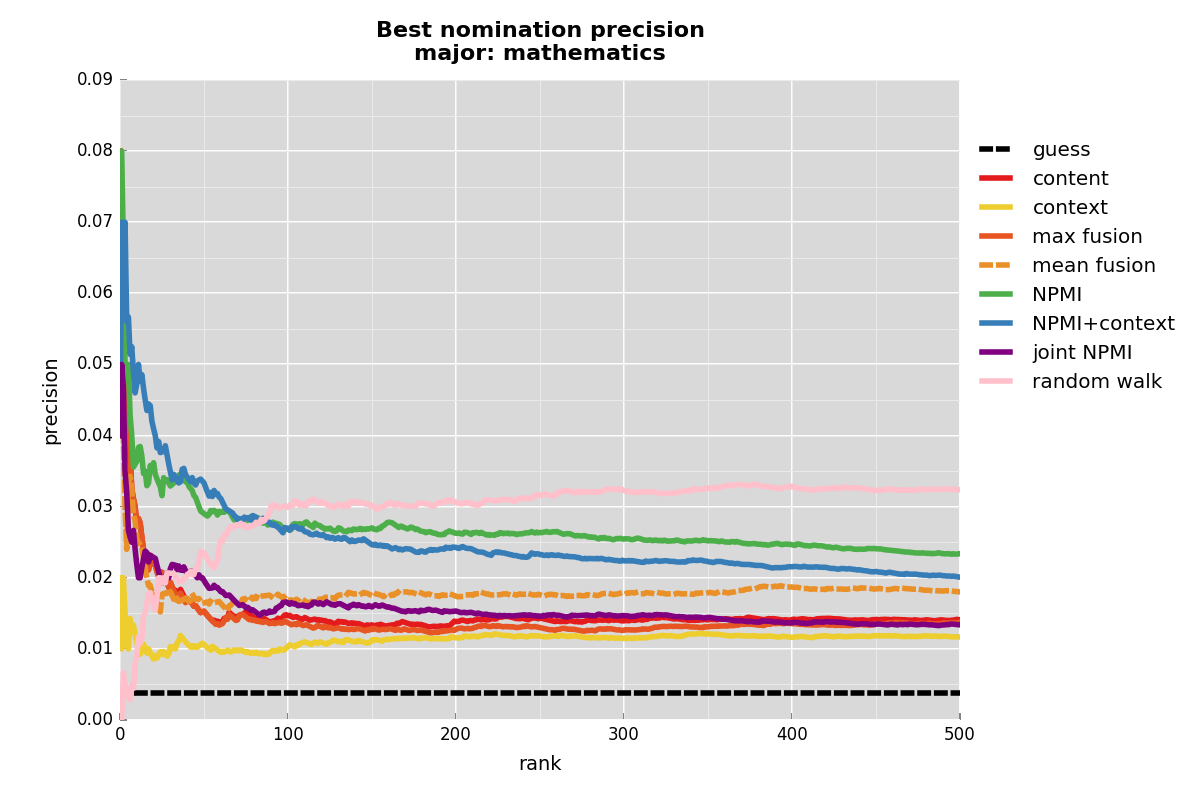 Best nomination precision
major: mathematics
0.09
0.08
0.07
0.06
0.05
0.04
0.03
0.02
0.01
0.00
precision
0 100 200 300 400 500
rank
guess
content
context
max fusion
mean fusion
NPMI
NPMI+context
joint NPMI
random walk